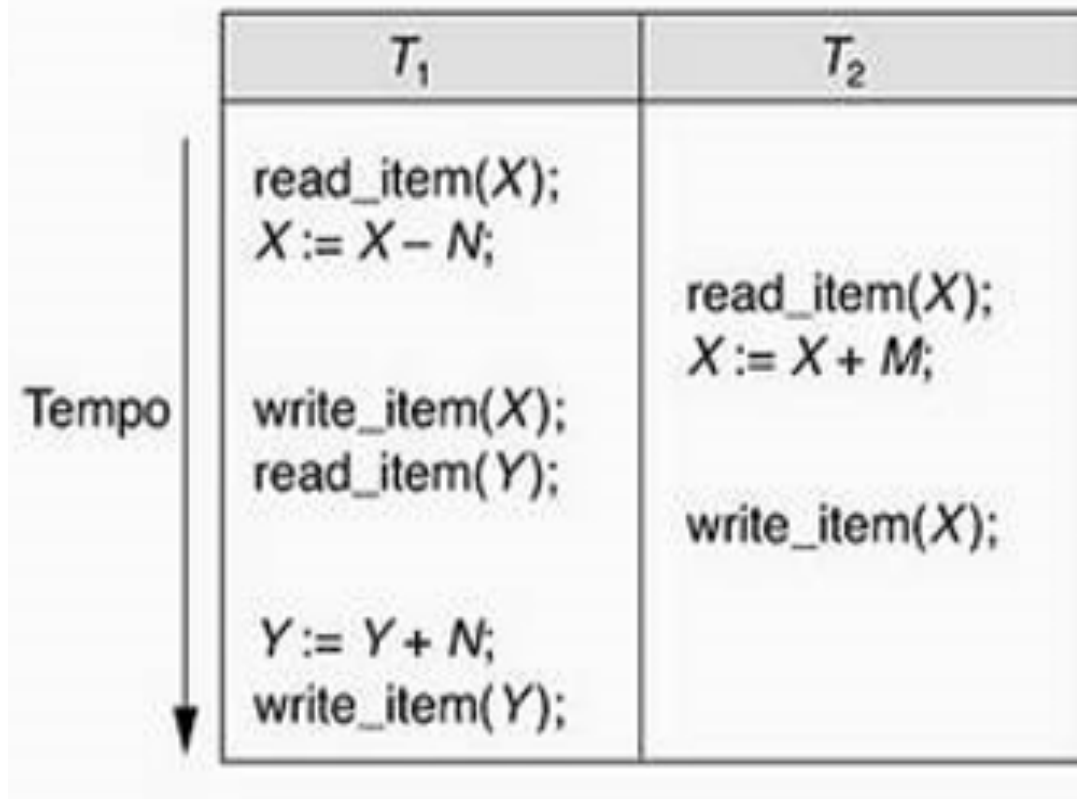 T₁
T₂
read_item(X);
X := X – N;
read_item(X);
X := X + M;
Tempo
write_item(X);
read_item(Y);
write_item(X);
Y := Y + N;
write_item(Y);